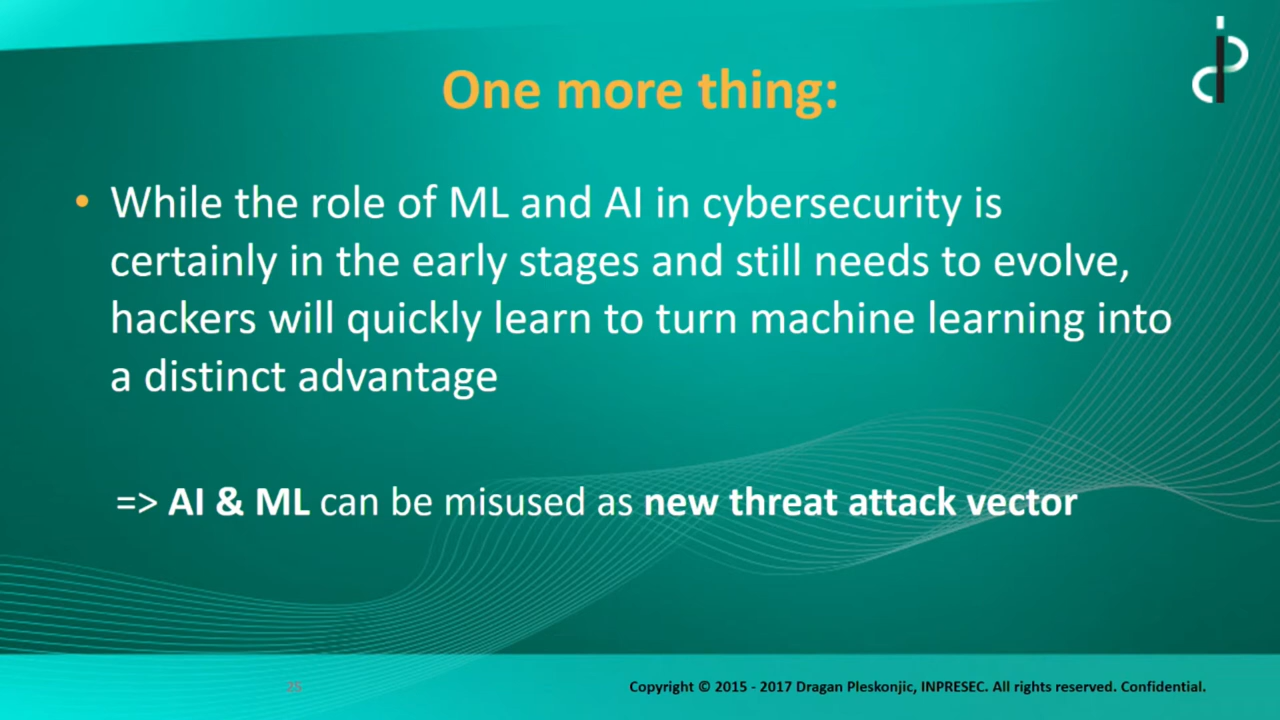 One more thing:
• While the role of ML and AI in cybersecurity is
certainly in the early stages and still needs to evolve,
hackers will quickly learn to turn machine learning into
a distinct advantage
=> AI & ML can be misused as new threat attack vector
25
Copyright © 2015 - 2017 Dragan Pleskonjic, INPRESEC. All rights reserved. Confidential.